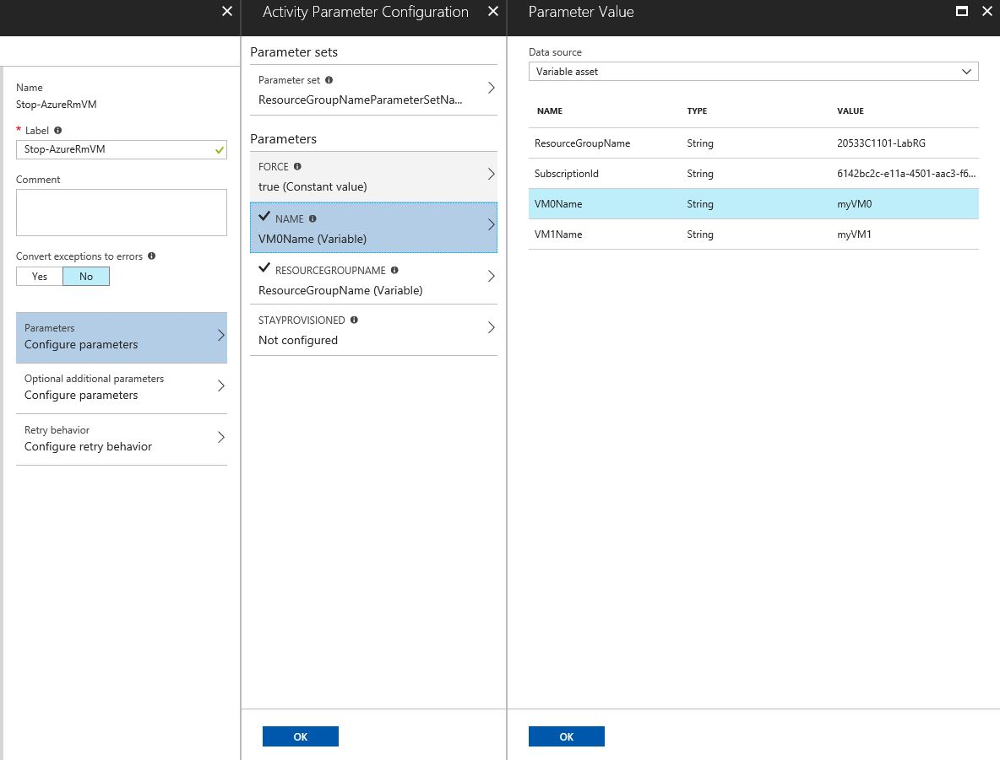 Name
Stop-AzureRmVM
* Label
Stop-AzureRmVM
Comment
Convert exceptions to errors
Yes No
Parameters
Configure parameters
Optional additional parameters
Configure parameters
Retry behavior
Configure retry behavior
Activity Parameter Configuration
Parameter sets
Parameter set
ResourceGroupNameParameterSetNa...
Parameters
FORCE
true (Constant value)
NAME
VM0Name (Variable)
RESOURCEGROUPNAME
ResourceGroupName (Variable)
STAYPROVISIONED
Not configured
OK
Parameter Value
Data source
Variable asset
NAME TYPE VALUE
ResourceGroupName String 20533C1101-LabRG
SubscriptionId String 6142bc2c-e11a-4501-aac3-f6...
VM0Name String myVM0
VM1Name String myVM1
OK